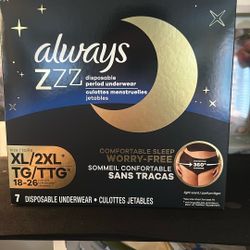 always
ZZZ
disposable
period underwear
culottes menstruelles
jetables
XL/2XL*
TG/TTG*
18-26
COMFORTABLE SLEEP
WORRY-FREE
SOMMEIL CONFORTABLE
SANS TRACAS
360°
7 DISPOSABLE UNDERWEAR • CULOTTES JETABLES